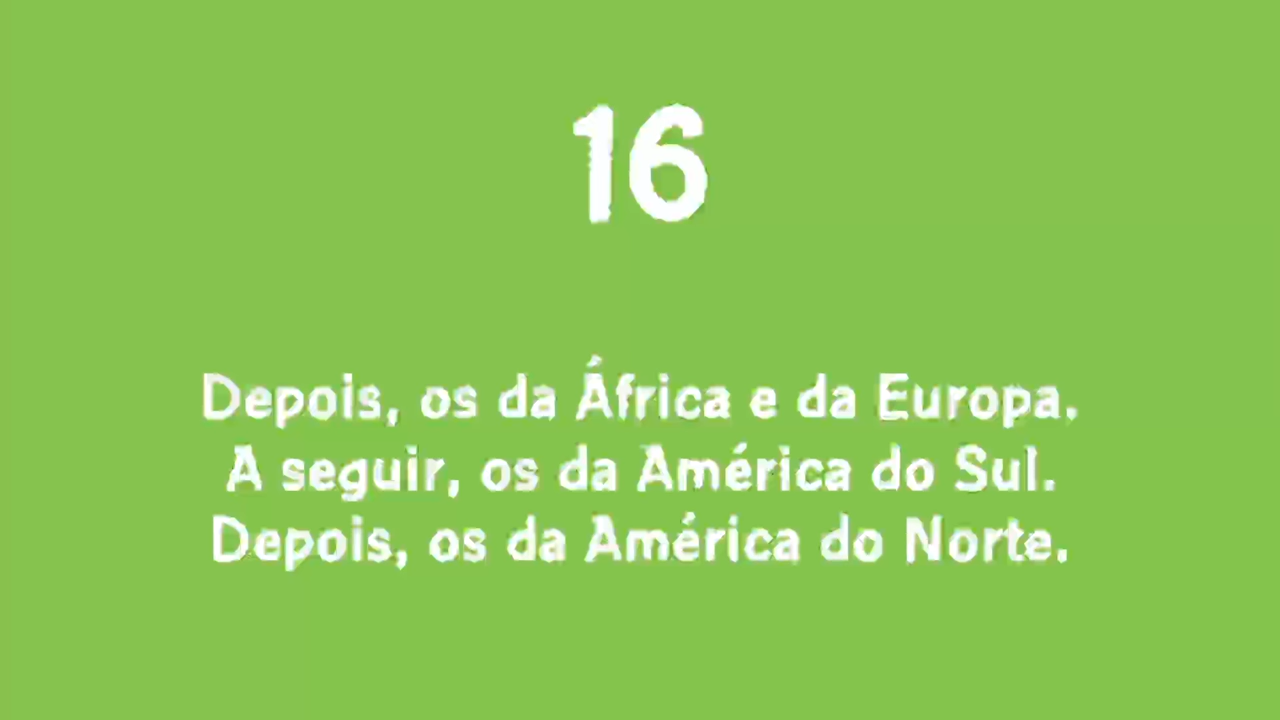 16
Depois, os da África e da Europa.
A seguir, os da América do Sul.
Depois, os da América do Norte.